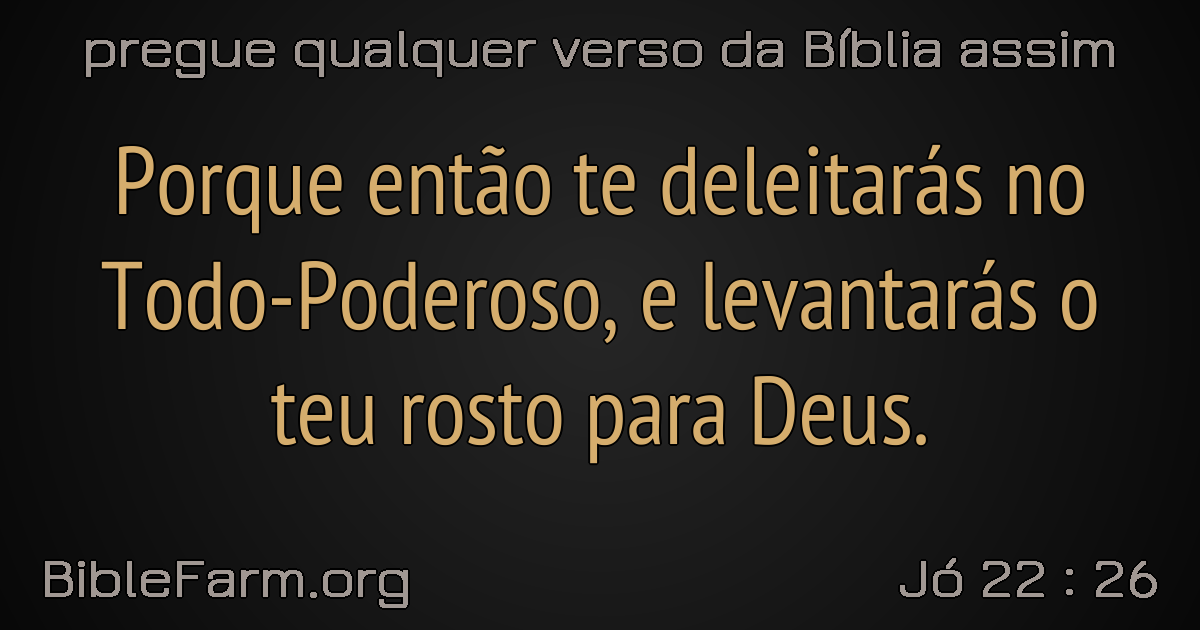 pregue qualquer verso da Bíblia assim
Porque então te deleitarás no
Todo-Poderoso, e levantarás o
teu rosto para Deus.
BibleFarm.org
Jó 22 : 26